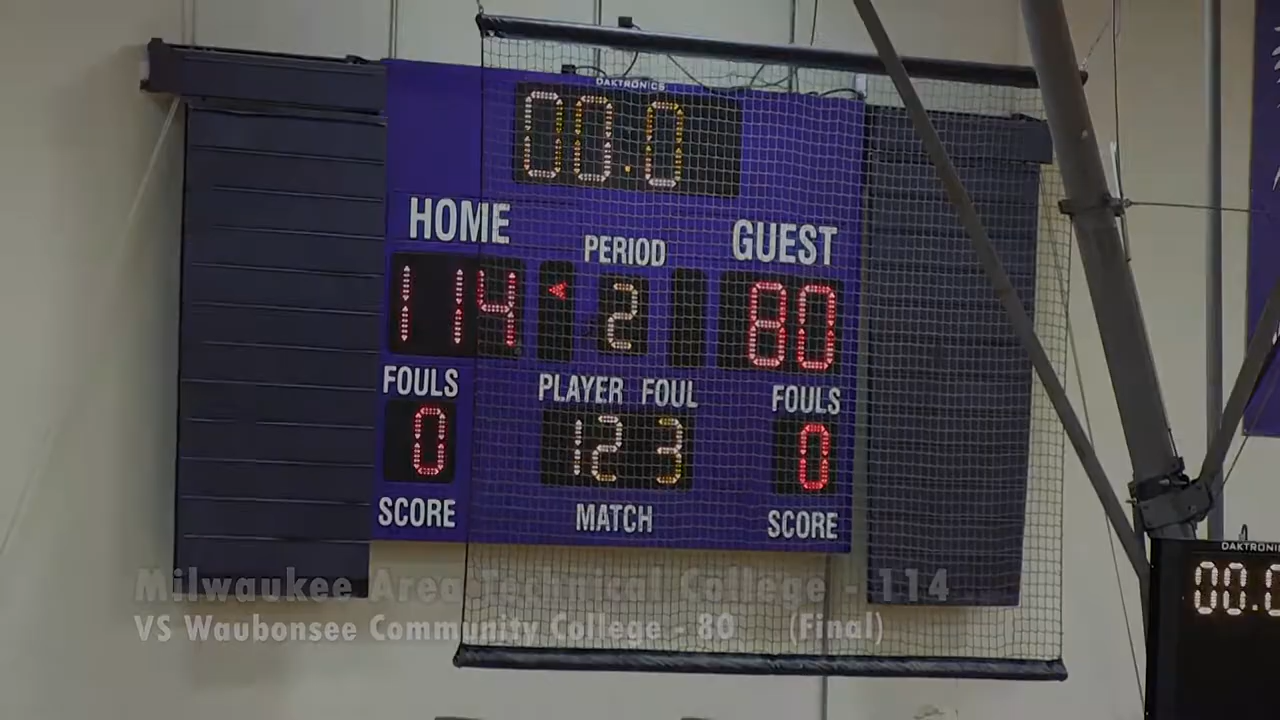 DAKTRONICS
00.0
HOME PERIOD GUEST
114 2 80
FOULS PLAYER FOUL FOULS
0 12 3 0
SCORE MATCH SCORE
Milwaukee Area Technical College - 114
VS Waubonsee Community College - 80 (Final)
DAKTRONI
00.0